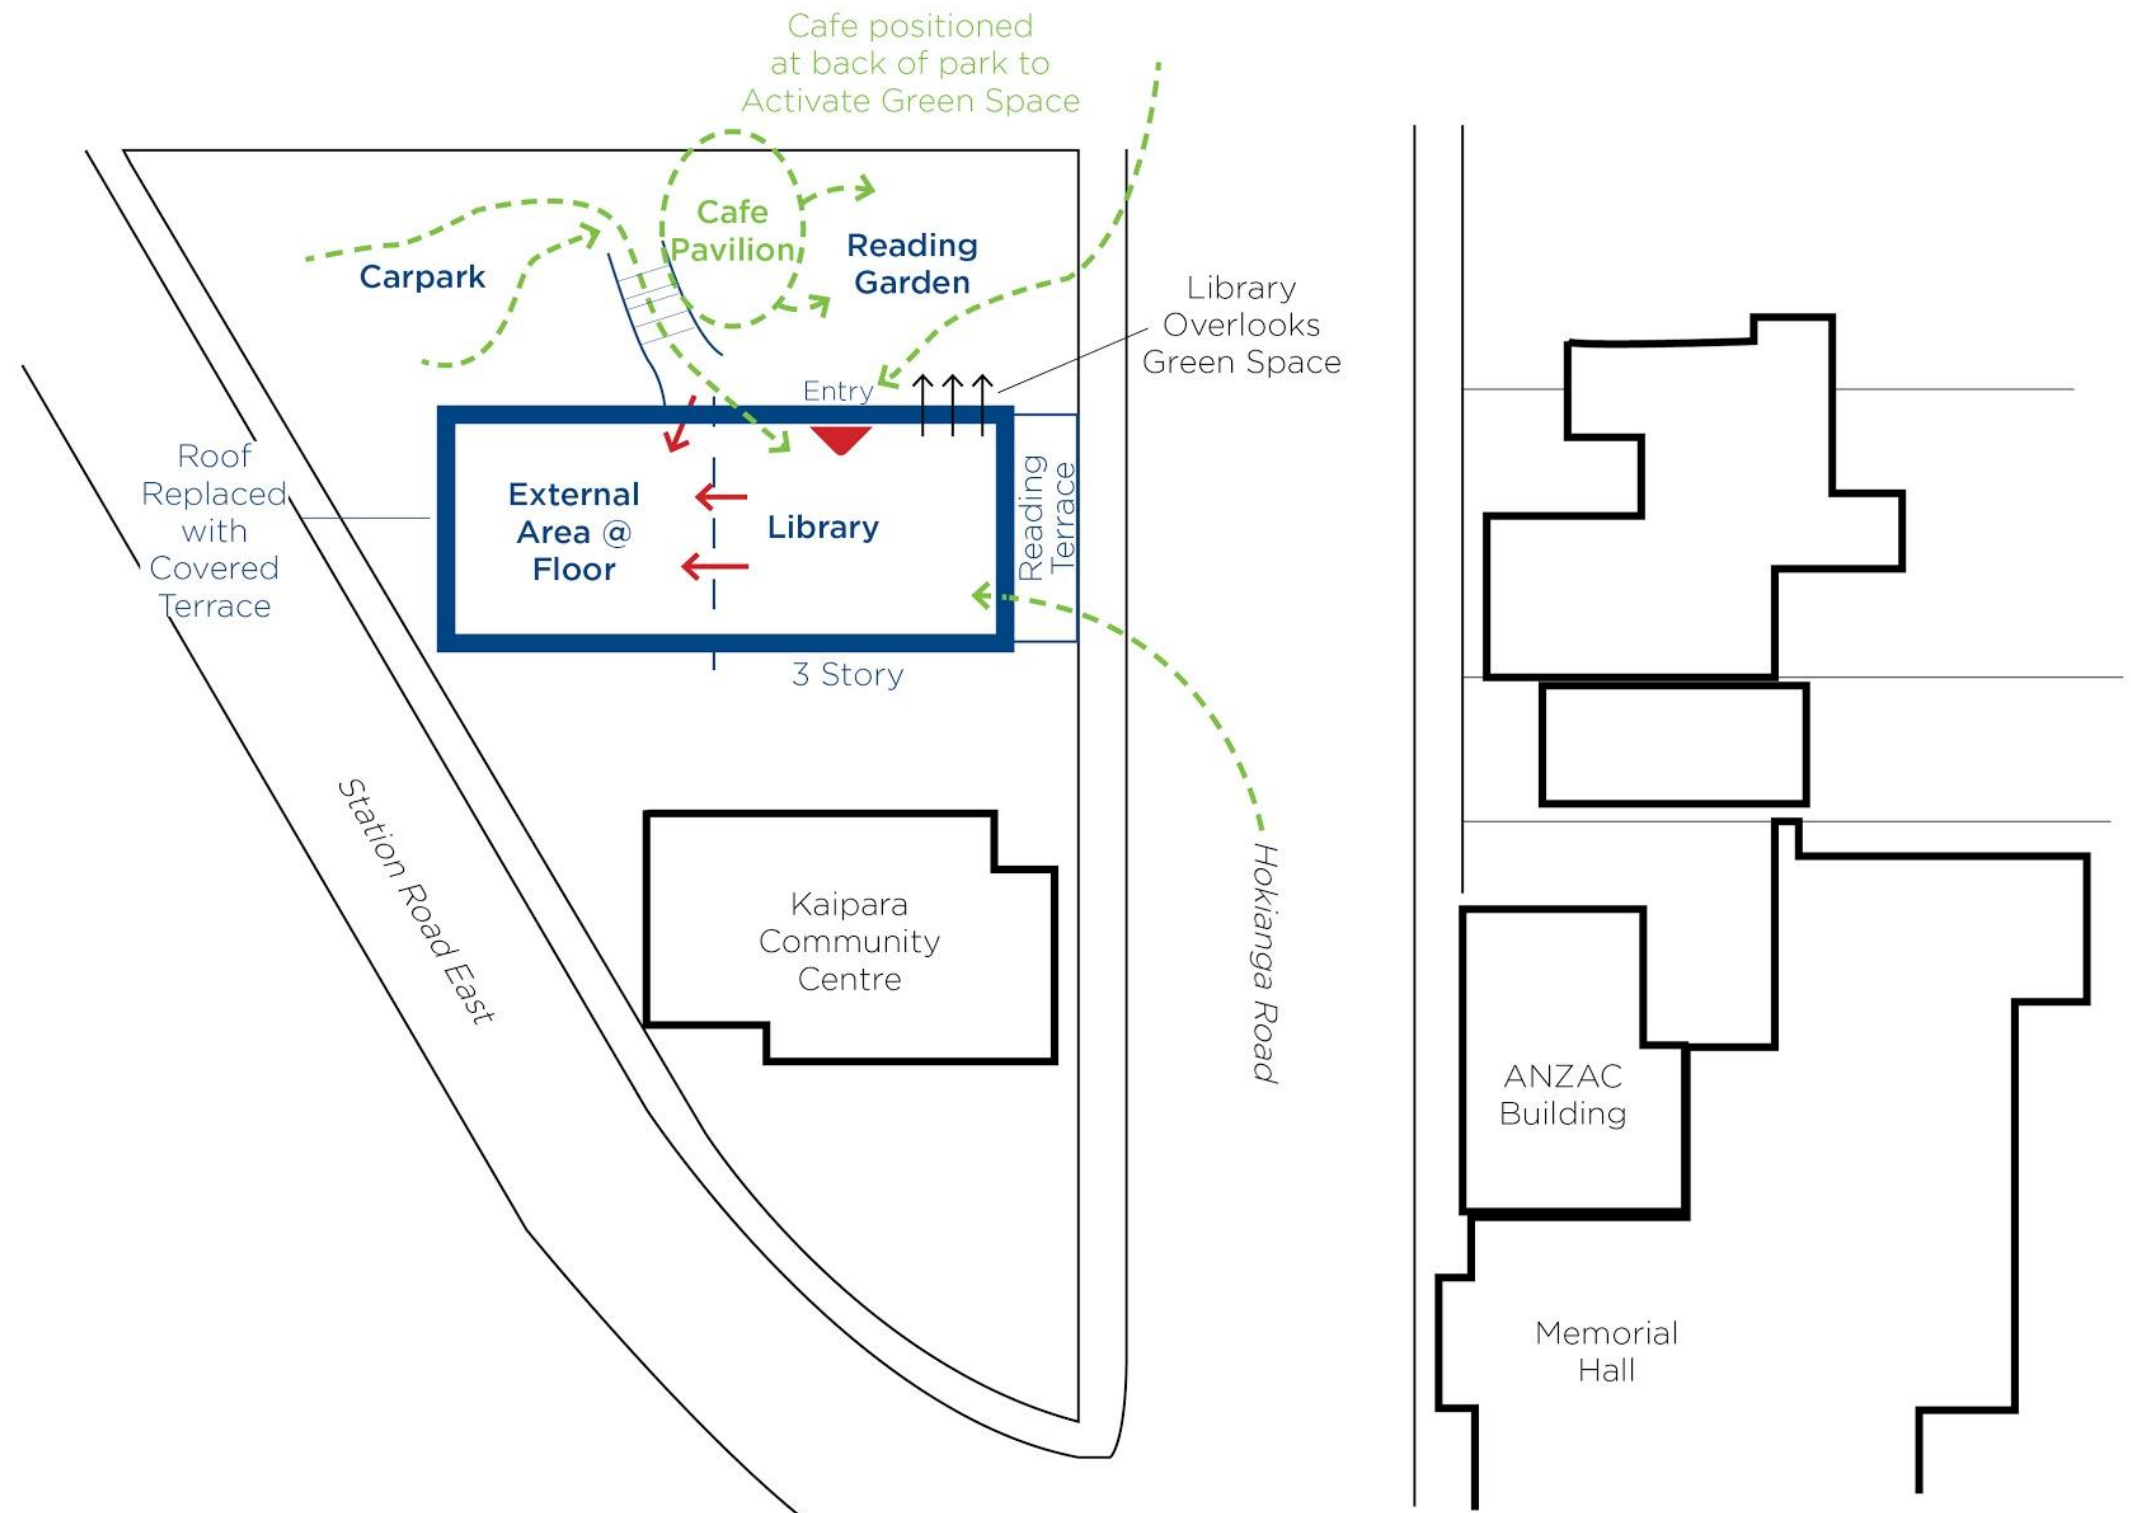 Cafe positioned
at back of park to
Activate Green Space
Cafe
Pavilion
Reading
Garden
Carpark
Library
Overlooks
Green Space
Entry
Roof
Replaced
with
Covered
Terrace
External
Area @
Floor
Library
Reading
Terrace
3 Story
Station Road East
Kaipara
Community
Centre
Hokianga Road
ANZAC
Building
Memorial
Hall